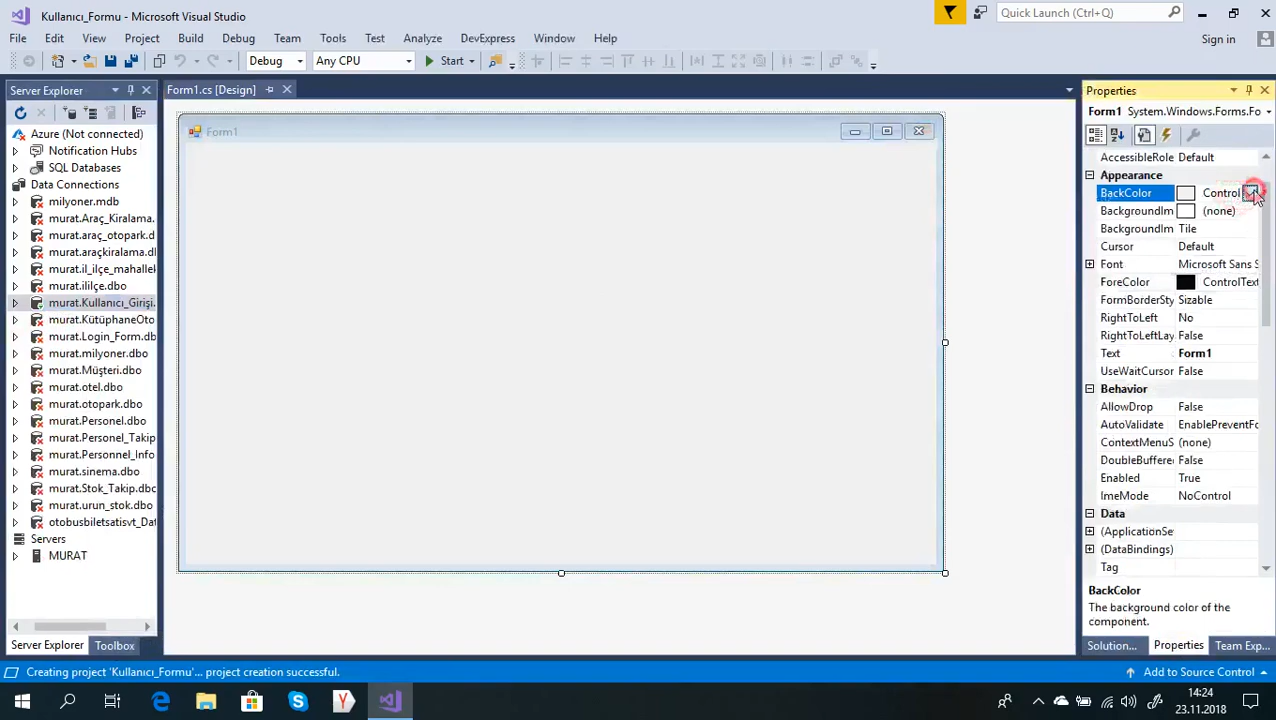 Kullanıcı_Formu - Microsoft Visual Studio
Quick Launch (Ctrl+Q)
File Edit View Project Build Debug Team Tools Test Analyze DevExpress Window Help
Sign in
Debug Any CPU Start
Server Explorer
Azure (Not connected)
Notification Hubs
SQL Databases
Data Connections
milyoner.mdb
murat.Araç_Kiralama.
murat.araç_otopark.d
murat.araçkiralama.d
murat.il_ilçe_mahallel
murat.ililçe.dbo
murat.Kullanıcı_Girişi.
murat.KütüphaneOto
murat.Login_Form.db
murat.milyoner.dbo
murat.Müşteri.dbo
murat.otel.dbo
murat.otopark.dbo
murat.Personel.dbo
murat.Personel_Takip
murat.Personnel_Info
murat.sinema.dbo
murat.Stok_Takip.dbo
murat.urun_stok.dbo
otobusbiletsatisvt_Dat
Servers
MURAT
Server Explorer Toolbox
Form1.cs [Design]
Form1
Properties
Form1 System.Windows.Forms.Fo
AccessibleRole Default
Appearance
BackColor Control
BackgroundIm (none)
BackgroundIm Tile
Cursor Default
Font Microsoft Sans S
ForeColor ControlText
FormBorderSty Sizable
RightToLeft No
RightToLeftLay False
Text Form1
UseWaitCursor False
Behavior
AllowDrop False
AutoValidate EnablePreventFo
ContextMenuS (none)
DoubleBuffere False
Enabled True
ImeMode NoControl
Data
(ApplicationSe
(DataBindings)
Tag
BackColor
The background color of the
component.
Solution... Properties Team Exp...
Creating project 'Kullanıcı_Formu'... project creation successful.
Add to Source Control
14:24
23.11.2018